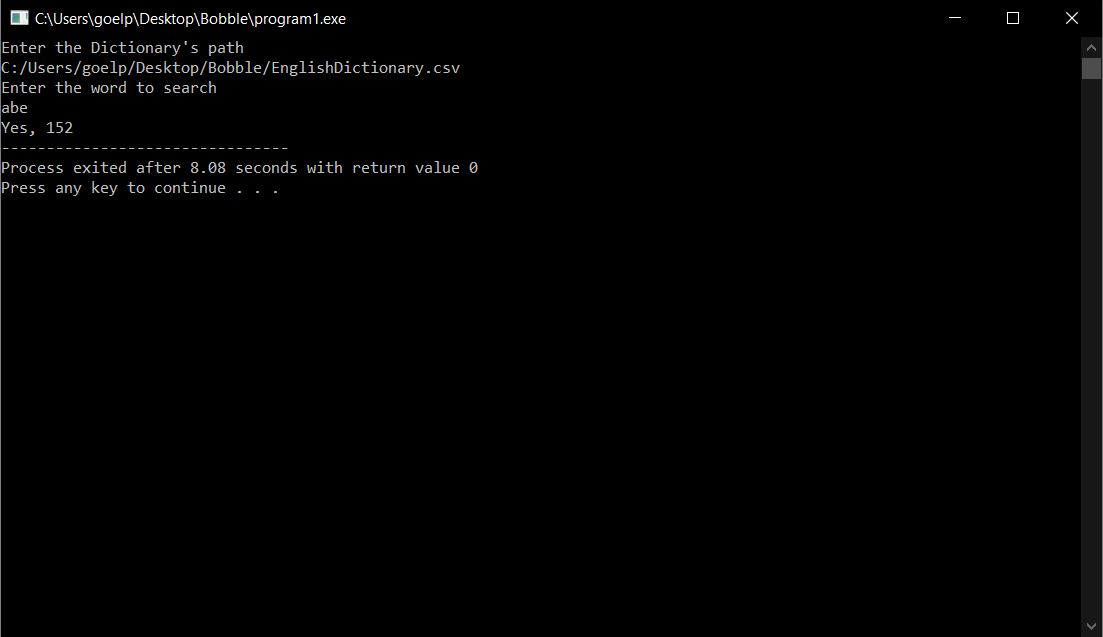 C:\Users\goelp\Desktop\Bobble\program1.exe
Enter the Dictionary's path
C:/Users/goelp/Desktop/Bobble/EnglishDictionary.csv
Enter the word to search
abe
Yes, 152
--------------------------------
Process exited after 8.08 seconds with return value 0
Press any key to continue . . .